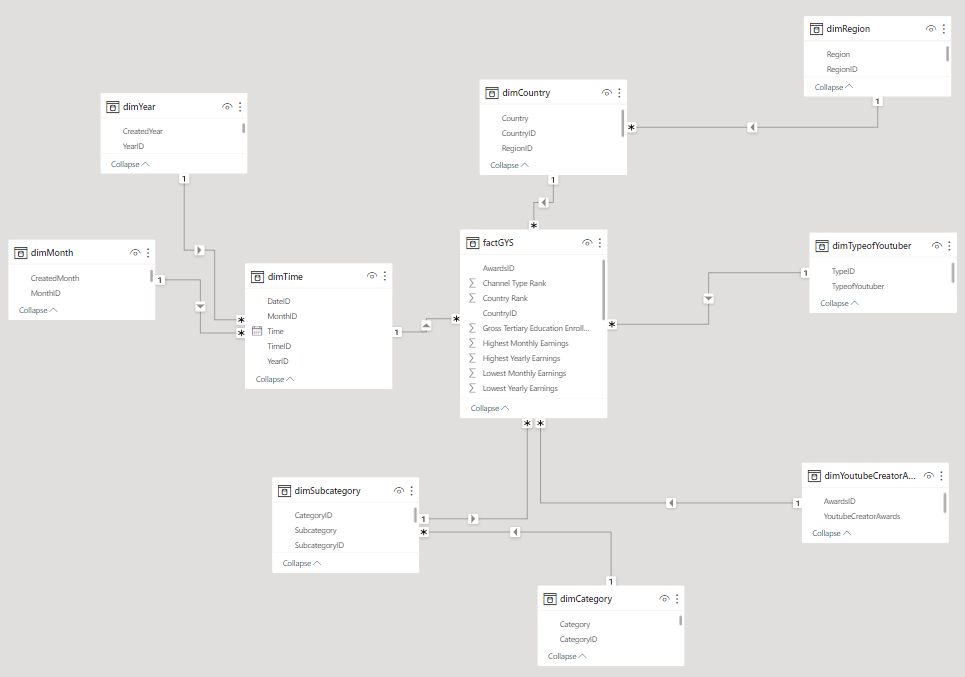 dimRegion
Region
RegionID
Collapse
1
dimCountry
Country
CountryID
RegionID
Collapse
*
1
dimYear
CreatedYear
YearID
Collapse
1
dimMonth
CreatedMonth
MonthID
Collapse
1
dimTime
DateID
MonthID
Time
TimeID
YearID
Collapse
*
*
1
*
factGYS
AwardsID
Channel Type Rank
Country Rank
CountryID
Gross Tertiary Education Enroll...
Highest Monthly Earnings
Highest Yearly Earnings
Lowest Monthly Earnings
Lowest Yearly Earnings
Collapse
*
*
*
*
dimTypeofYoutuber
TypeID
TypeofYoutuber
Collapse
1
dimSubcategory
CategoryID
Subcategory
SubcategoryID
Collapse
1
*
dimYoutubeCreatorA...
AwardsID
YoutubeCreatorAwards
Collapse
1
1
dimCategory
Category
CategoryID
Collapse